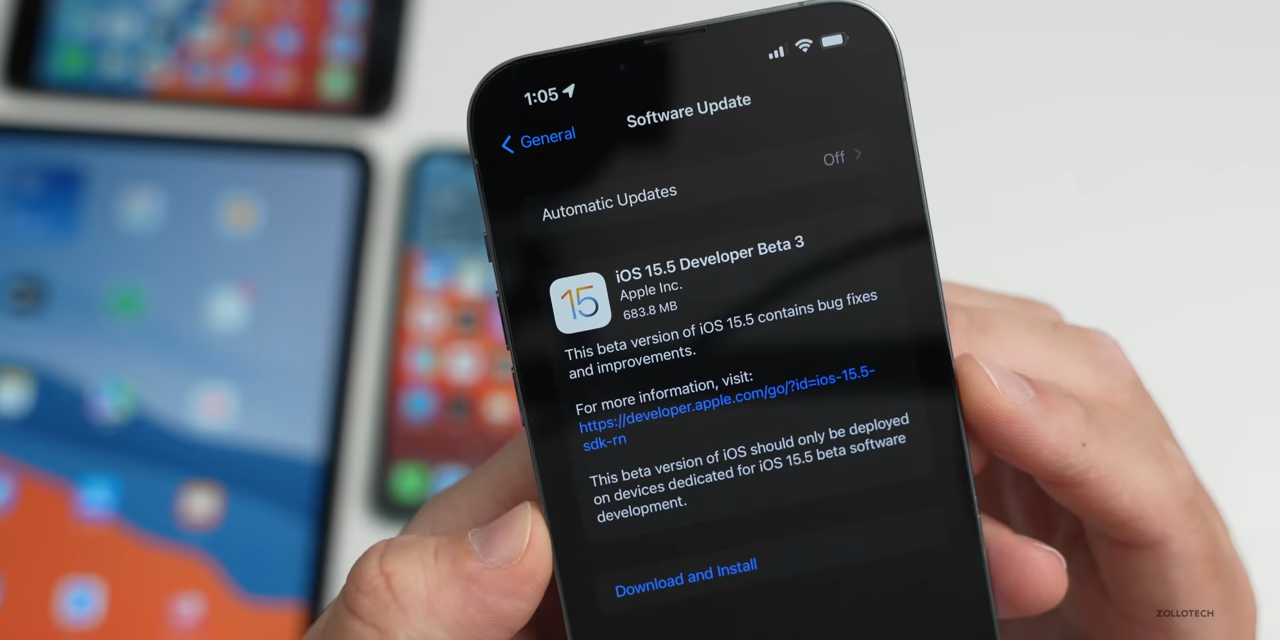 1:05
General
Software Update
Automatic Updates
Off
15
iOS 15.5 Developer Beta 3
Apple Inc.
683.8 MB
This beta version of iOS 15.5 contains bug fixes
and improvements.
For more information, visit:
https://developer.apple.com/go/?id=ios-15.5-
sdk-rn
This beta version of iOS should only be deployed
on devices dedicated for iOS 15.5 beta software
development.
Download and Install
ZOLLOTECH